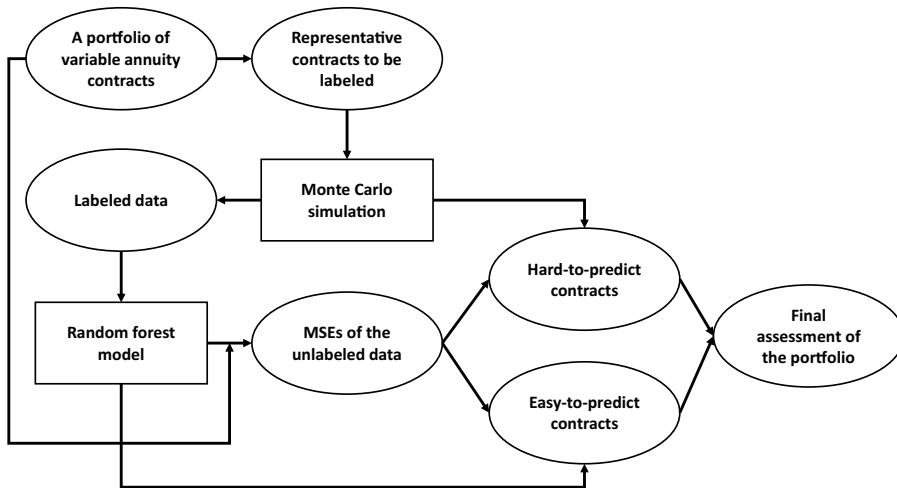 A portfolio of
variable annuity
contracts
Representative
contracts to be
labeled
Labeled data
Monte Carlo
simulation
Hard-to-predict
contracts
Random forest
model
MSEs of the
unlabeled data
Final
assessment of
the portfolio
Easy-to-predict
contracts